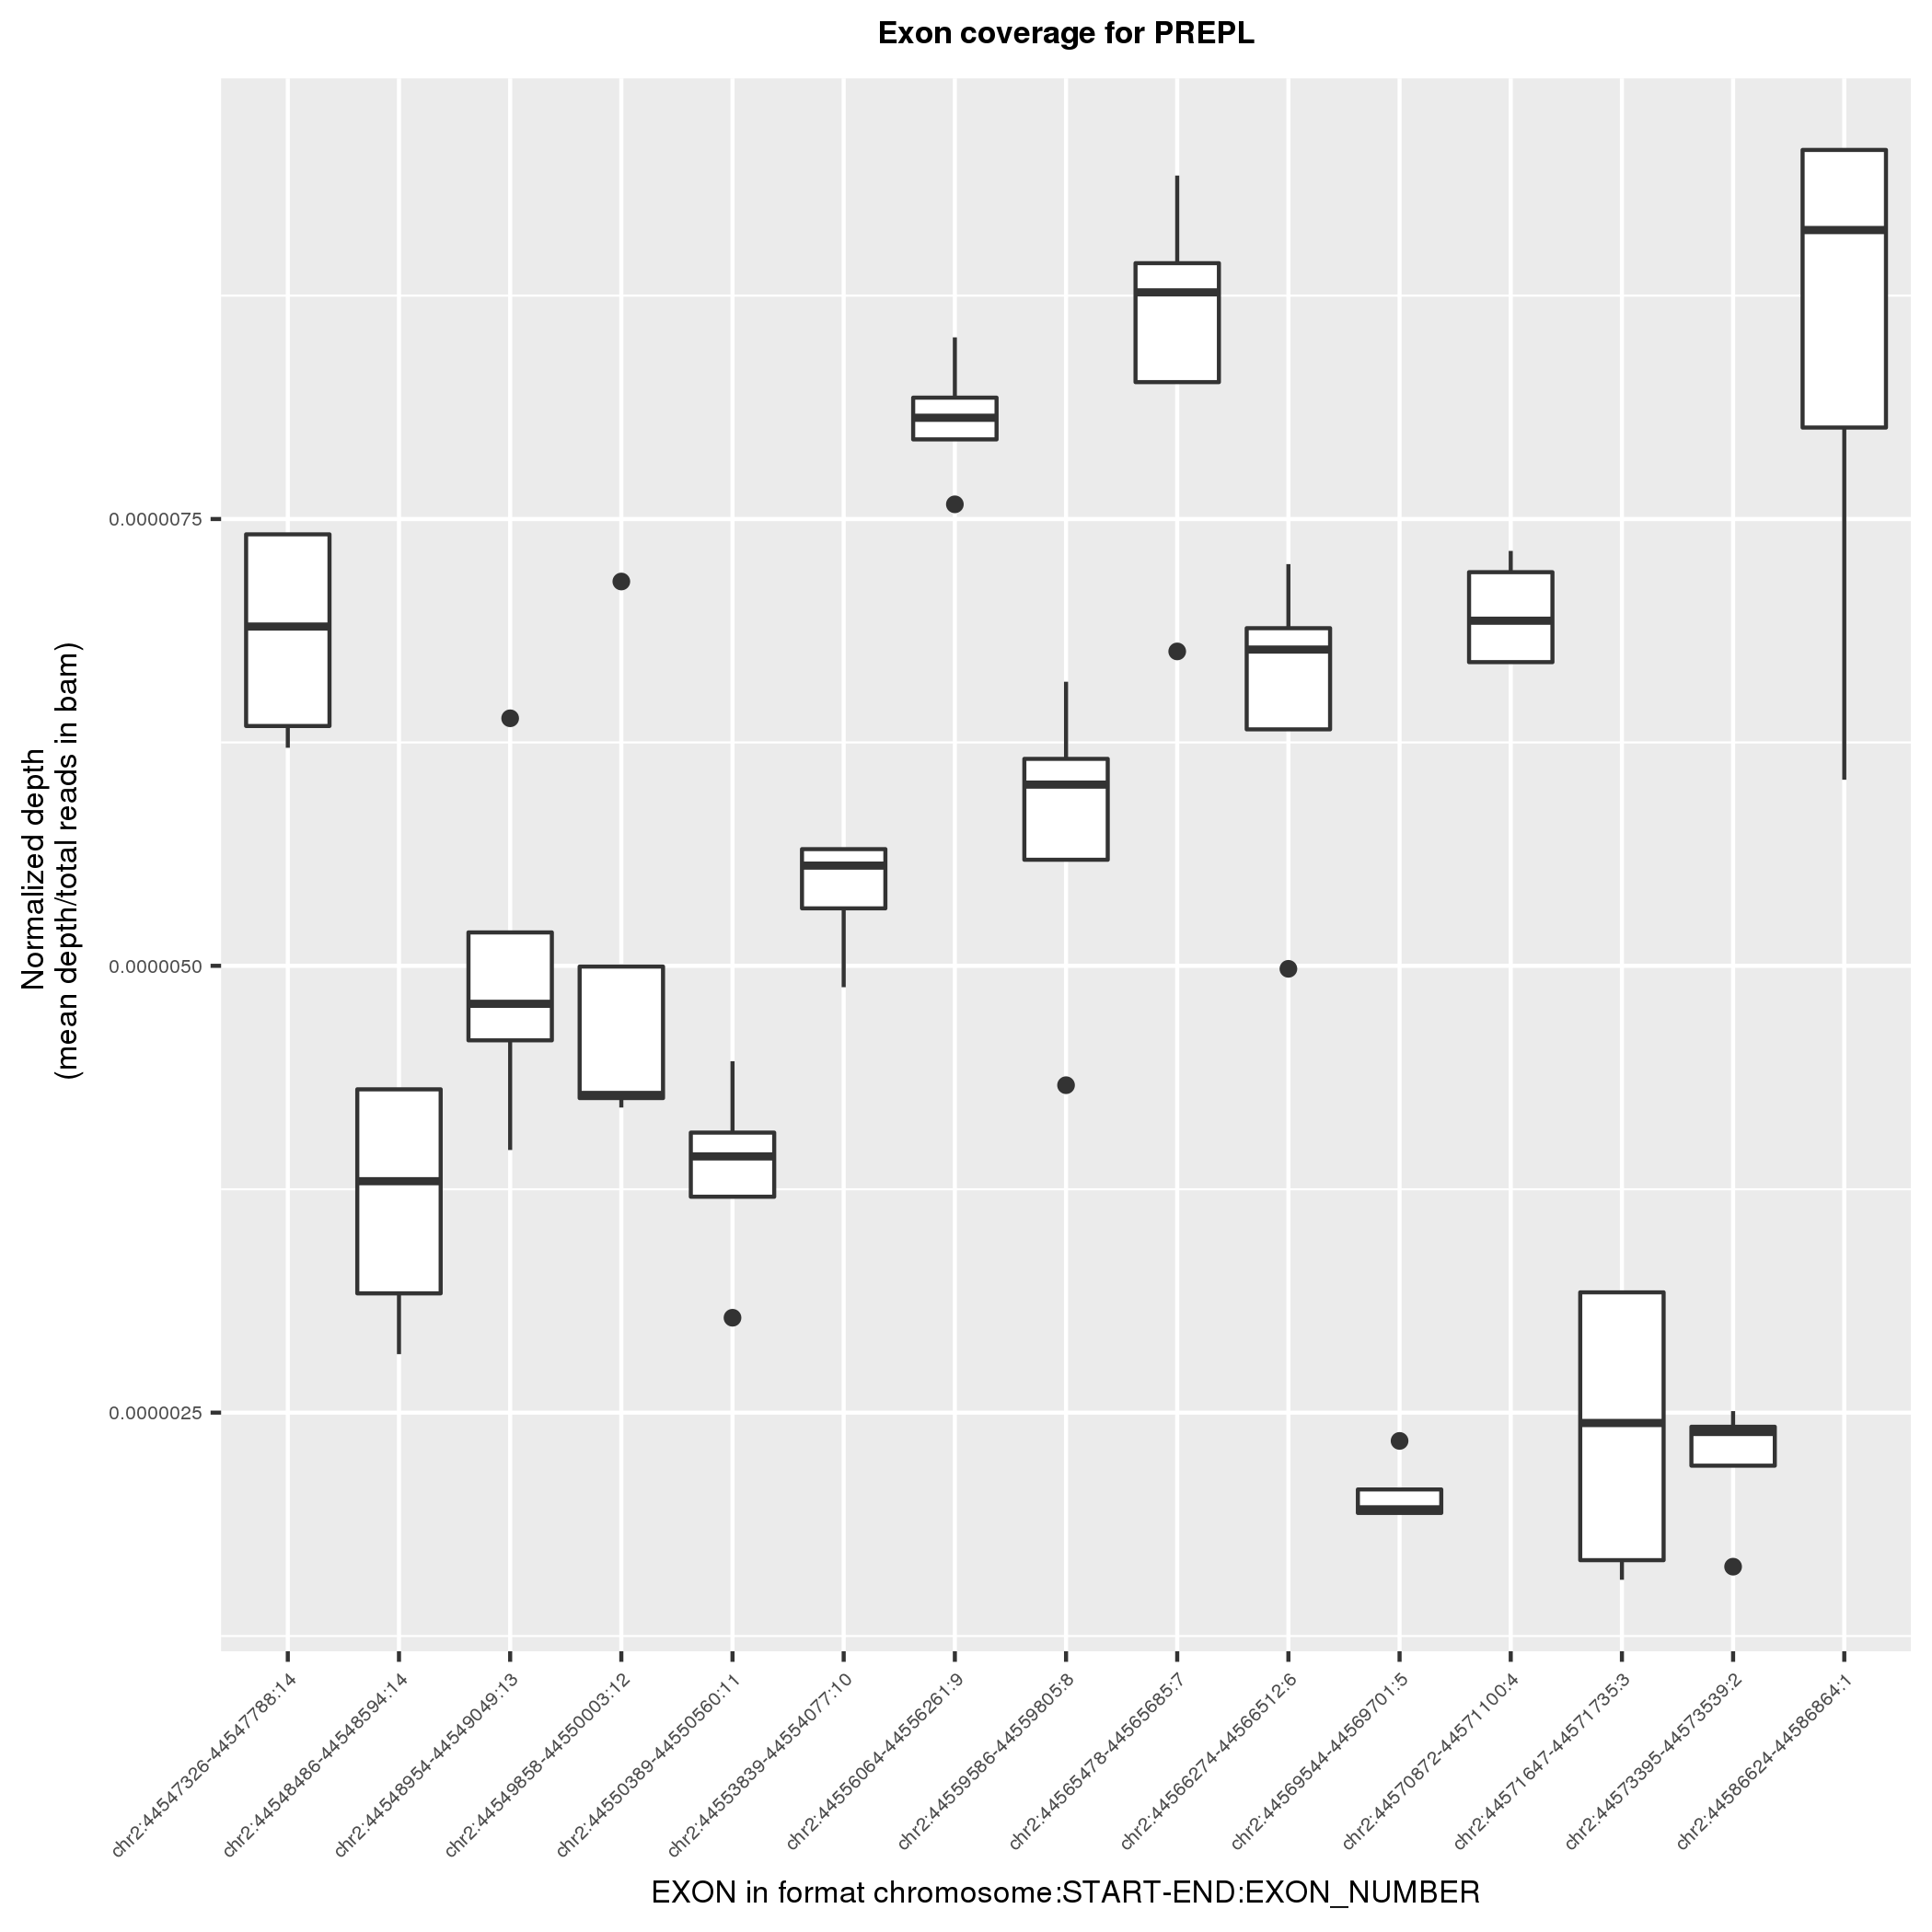 Exon coverage for PREPL
Normalized depth
(mean depth/total reads in bam)
0.0000075
0.0000050
0.0000025
chr2:44547326-44547788:14
chr2:44548486-44548594:14
chr2:44548954-44549049:13
chr2:44549858-44550003:12
chr2:44550389-44550560:11
chr2:44553839-44554077:10
chr2:44556064-44556261:9
chr2:44559586-44559805:8
chr2:44565478-44565685:7
chr2:44566274-44566512:6
chr2:44569544-44569701:5
chr2:44570872-44571100:4
chr2:44571647-44571735:3
chr2:44573395-44573539:2
chr2:44586624-44586864:1
EXON in format chromosome:START-END:EXON_NUMBER